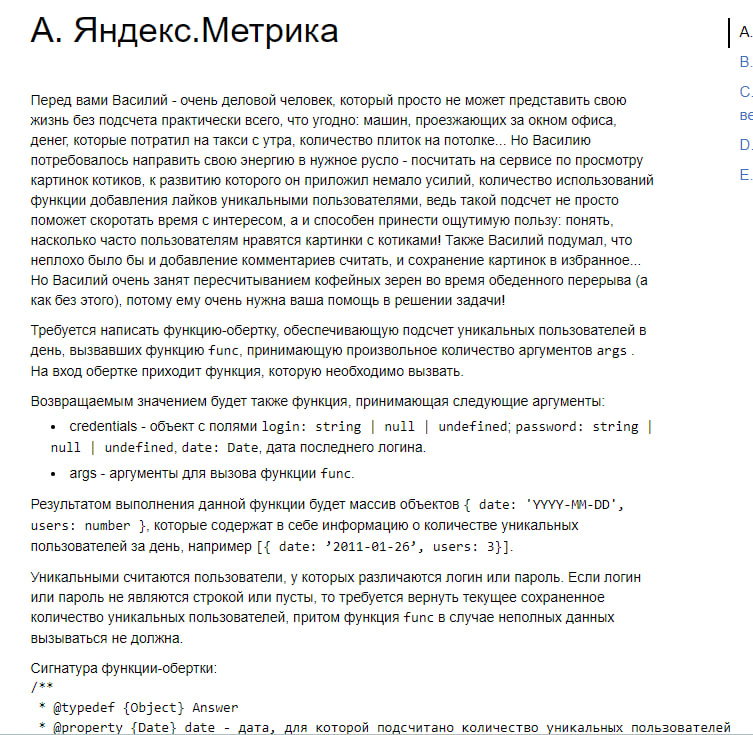 А. Яндекс.Метрика
А.
В.
С.
ве
D.
Е.
Перед вами Василий - очень деловой человек, который просто не может представить свою
жизнь без подсчета практически всего, что угодно: машин, проезжающих за окном офиса,
денег, которые потратил на такси с утра, количество плиток на потолке... Но Василию
потребовалось направить свою энергию в нужное русло - посчитать на сервисе по просмотру
картинок котиков, к развитию которого он приложил немало усилий, количество использований
функции добавления лайков уникальными пользователями, ведь такой подсчет не просто
поможет скоротать время с интересом, а и способен принести ощутимую пользу: понять,
насколько часто пользователям нравятся картинки с котиками! Также Василий подумал, что
неплохо было бы и добавление комментариев считать, и сохранение картинок в избранное...
Но Василий очень занят пересчитыванием кофейных зерен во время обеденного перерыва (а
как без этого), потому ему очень нужна ваша помощь в решении задачи!
Требуется написать функцию-обертку, обеспечивающую подсчет уникальных пользователей в
день, вызвавших функцию func, принимающую произвольное количество аргументов args .
На вход обертке приходит функция, которую необходимо вызвать.
Возвращаемым значением будет также функция, принимающая следующие аргументы:
• credentials - объект с полями login: string | null | undefined; password: string |
null | undefined, date: Date, дата последнего логина.
• args - аргументы для вызова функции func.
Результатом выполнения данной функции будет массив объектов { date: 'YYYY-MM-DD',
users: number }, которые содержат в себе информацию о количестве уникальных
пользователей за день, например [{ date: ’2011-01-26’, users: 3}].
Уникальными считаются пользователи, у которых различаются логин или пароль. Если логин
или пароль не являются строкой или пусты, то требуется вернуть текущее сохраненное
количество уникальных пользователей, притом функция func в случае неполных данных
вызываться не должна.
Сигнатура функции-обертки:
/**
* @typedef {Object} Answer
* @property {Date} date - дата, для которой подсчитано количество уникальных пользователей